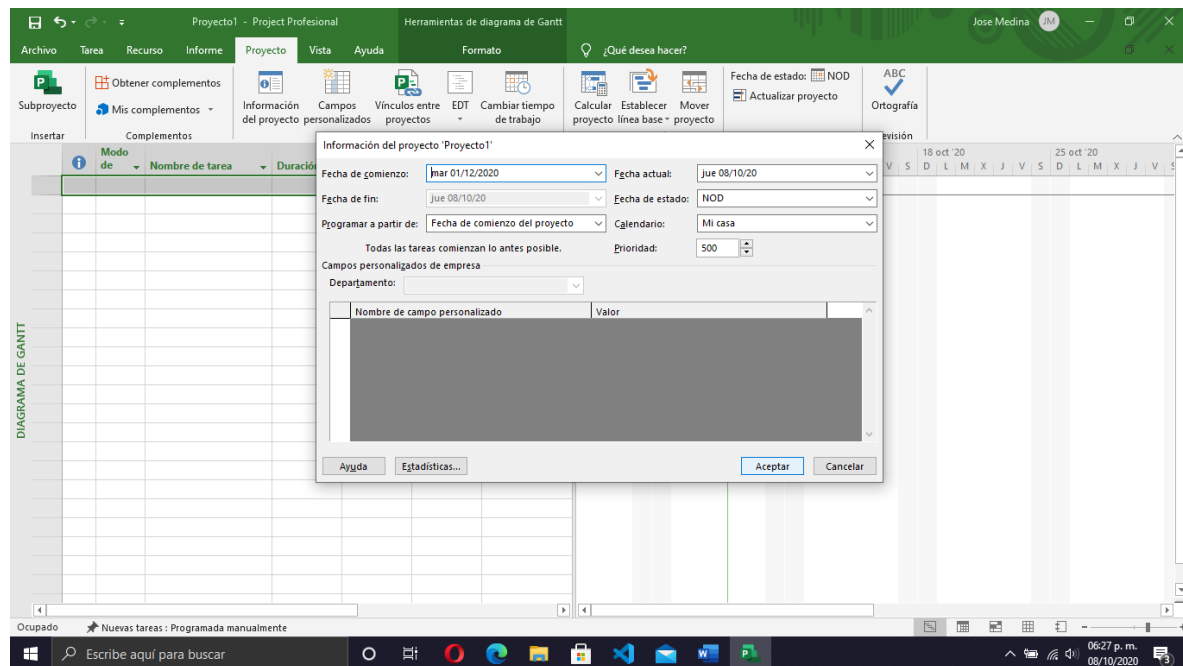 Proyecto1 - Project Profesional
Herramientas de diagrama de Gantt
Jose Medina
JM
Archivo Tarea Recurso Informe Proyecto Vista Ayuda Formato ¿Qué desea hacer?
Subproyecto
Insertar
Obtener complementos
Mis complementos
Complementos
Información del proyecto
Campos personalizados
Vínculos entre proyectos
EDT
Cambiar tiempo de trabajo
Calcular proyecto
Establecer línea base
Mover proyecto
Fecha de estado: NOD
Actualizar proyecto
ABC
Ortografía
evisión
Modo de
Nombre de tarea
Duración
18 oct '20
25 oct '20
V S D L M X J V S D L M X J V S
DIAGRAMA DE GANTT
Información del proyecto 'Proyecto1'
Fecha de comienzo: mar 01/12/2020
Fecha actual: jue 08/10/20
Fecha de fin: jue 08/10/20
Fecha de estado: NOD
Programar a partir de: Fecha de comienzo del proyecto
Calendario: Mi casa
Todas las tareas comienzan lo antes posible.
Prioridad: 500
Campos personalizados de empresa
Departamento:
Nombre de campo personalizado
Valor
Ayuda
Estadísticas...
Aceptar
Cancelar
Ocupado
Nuevas tareas : Programada manualmente
Escribe aquí para buscar
06:27 p. m.
08/10/2020
3